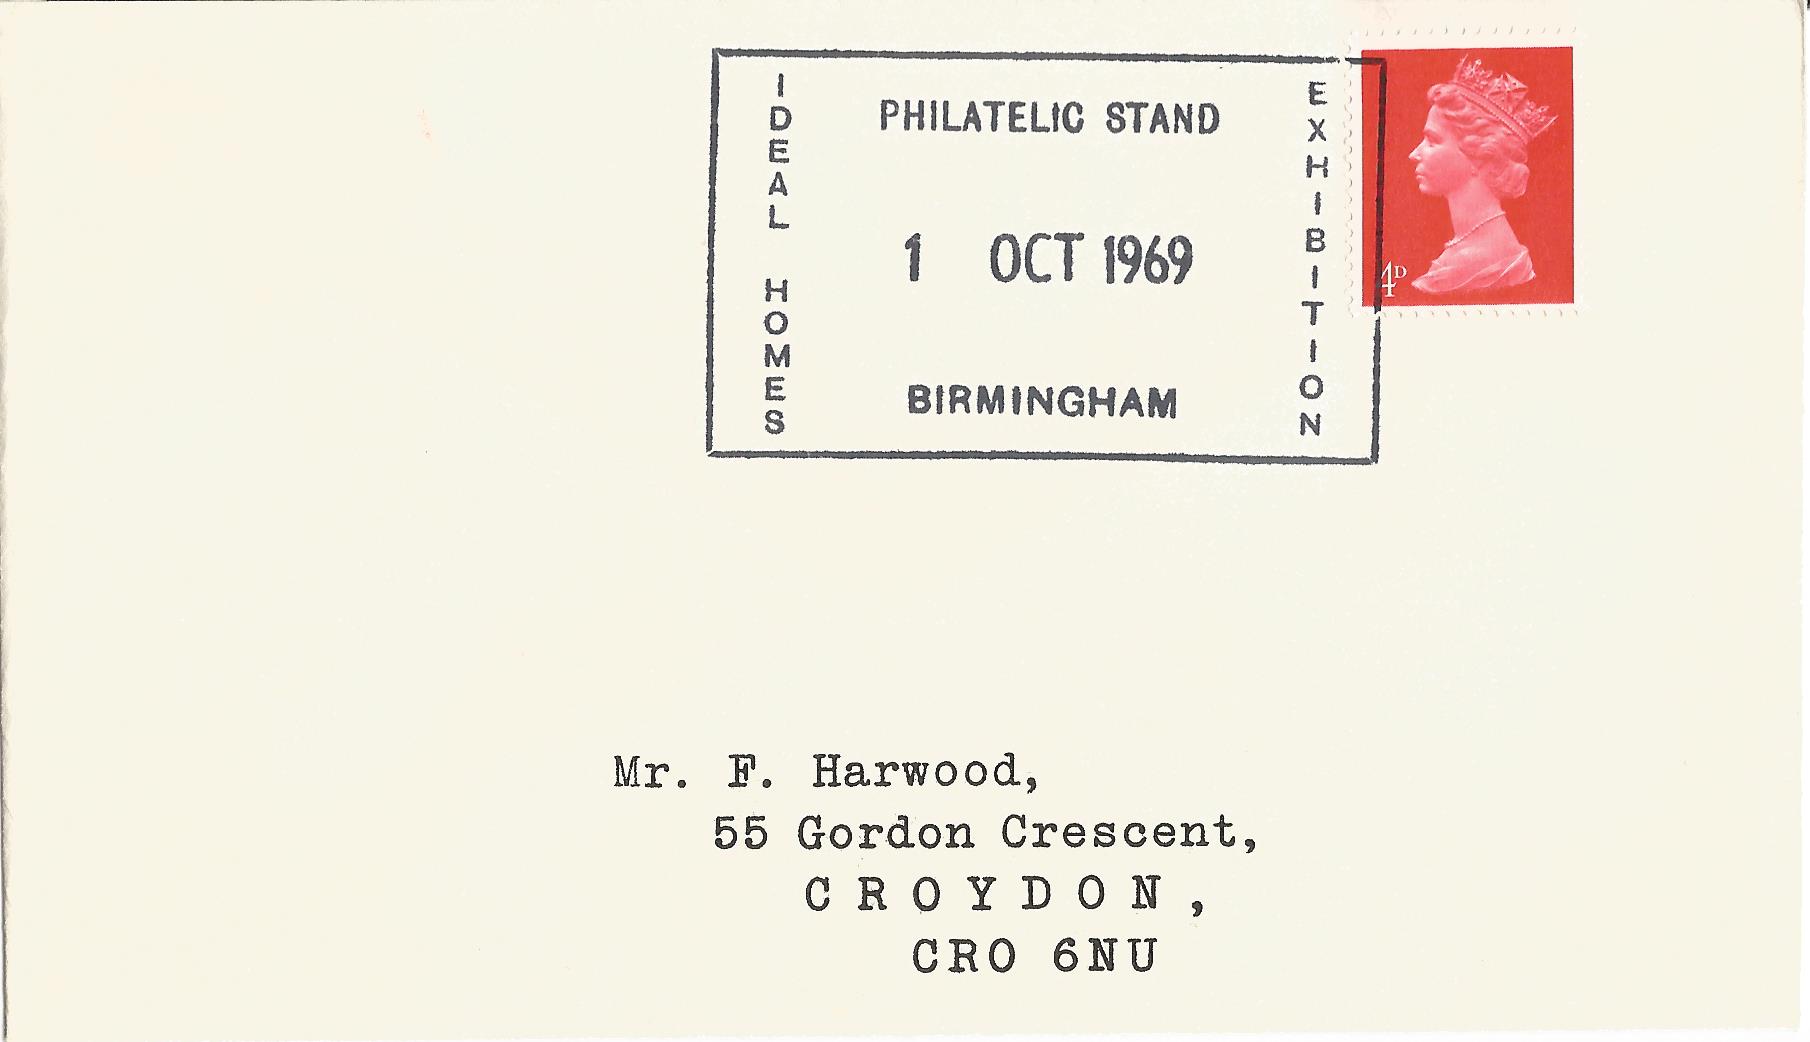 IDEAL HOMES
PHILATELIC STAND
1 OCT 1969
BIRMINGHAM
EXHIBITION
4D
Mr. F. Harwood,
55 Gordon Crescent,
CROYDON,
CRO 6NU